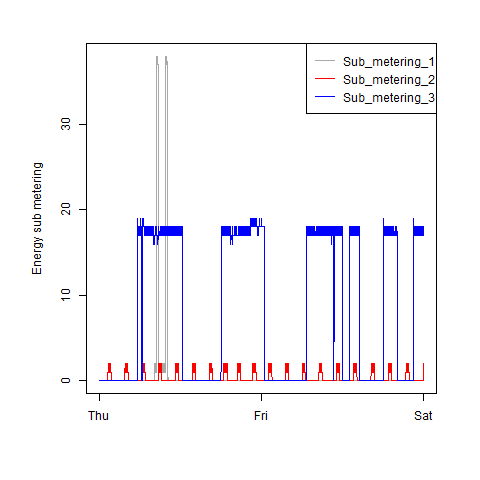 Sub_metering_1
Sub_metering_2
Sub_metering_3
Energy sub metering
30
20
10
0
Thu
Fri
Sat